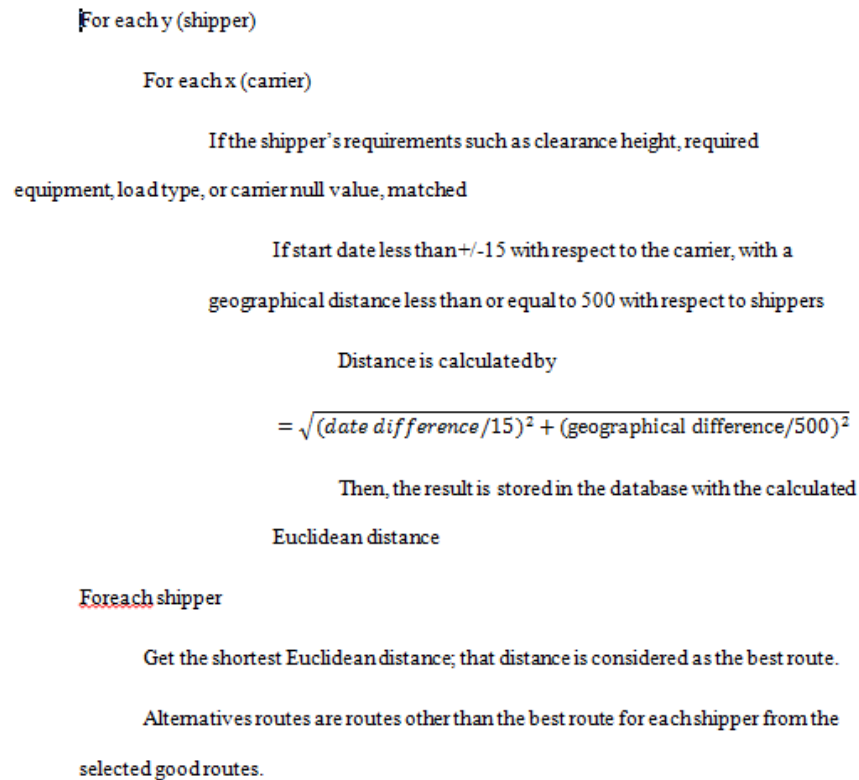 For each y (shipper)
For each x (carrier)
If the shipper's requirements such as clearance height, required
equipment, load type, or carrier null value, matched
If start date less than +/-15 with respect to the carrier, with a
geographical distance less than or equal to 500 with respect to shippers
Distance is calculated by
= √((date difference/15)² + (geographical difference/500)²)
Then, the result is stored in the database with the calculated
Euclidean distance
Foreach shipper
Get the shortest Euclidean distance; that distance is considered as the best route.
Alternatives routes are routes other than the best route for each shipper from the
selected good routes.